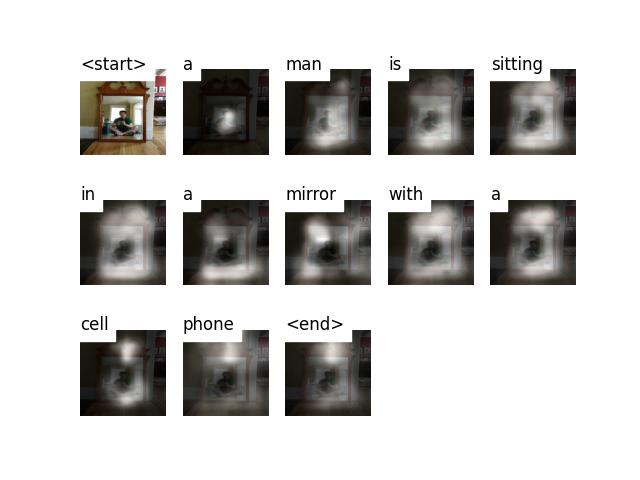 <start> a man is sitting
in a mirror with a
cell phone <end>